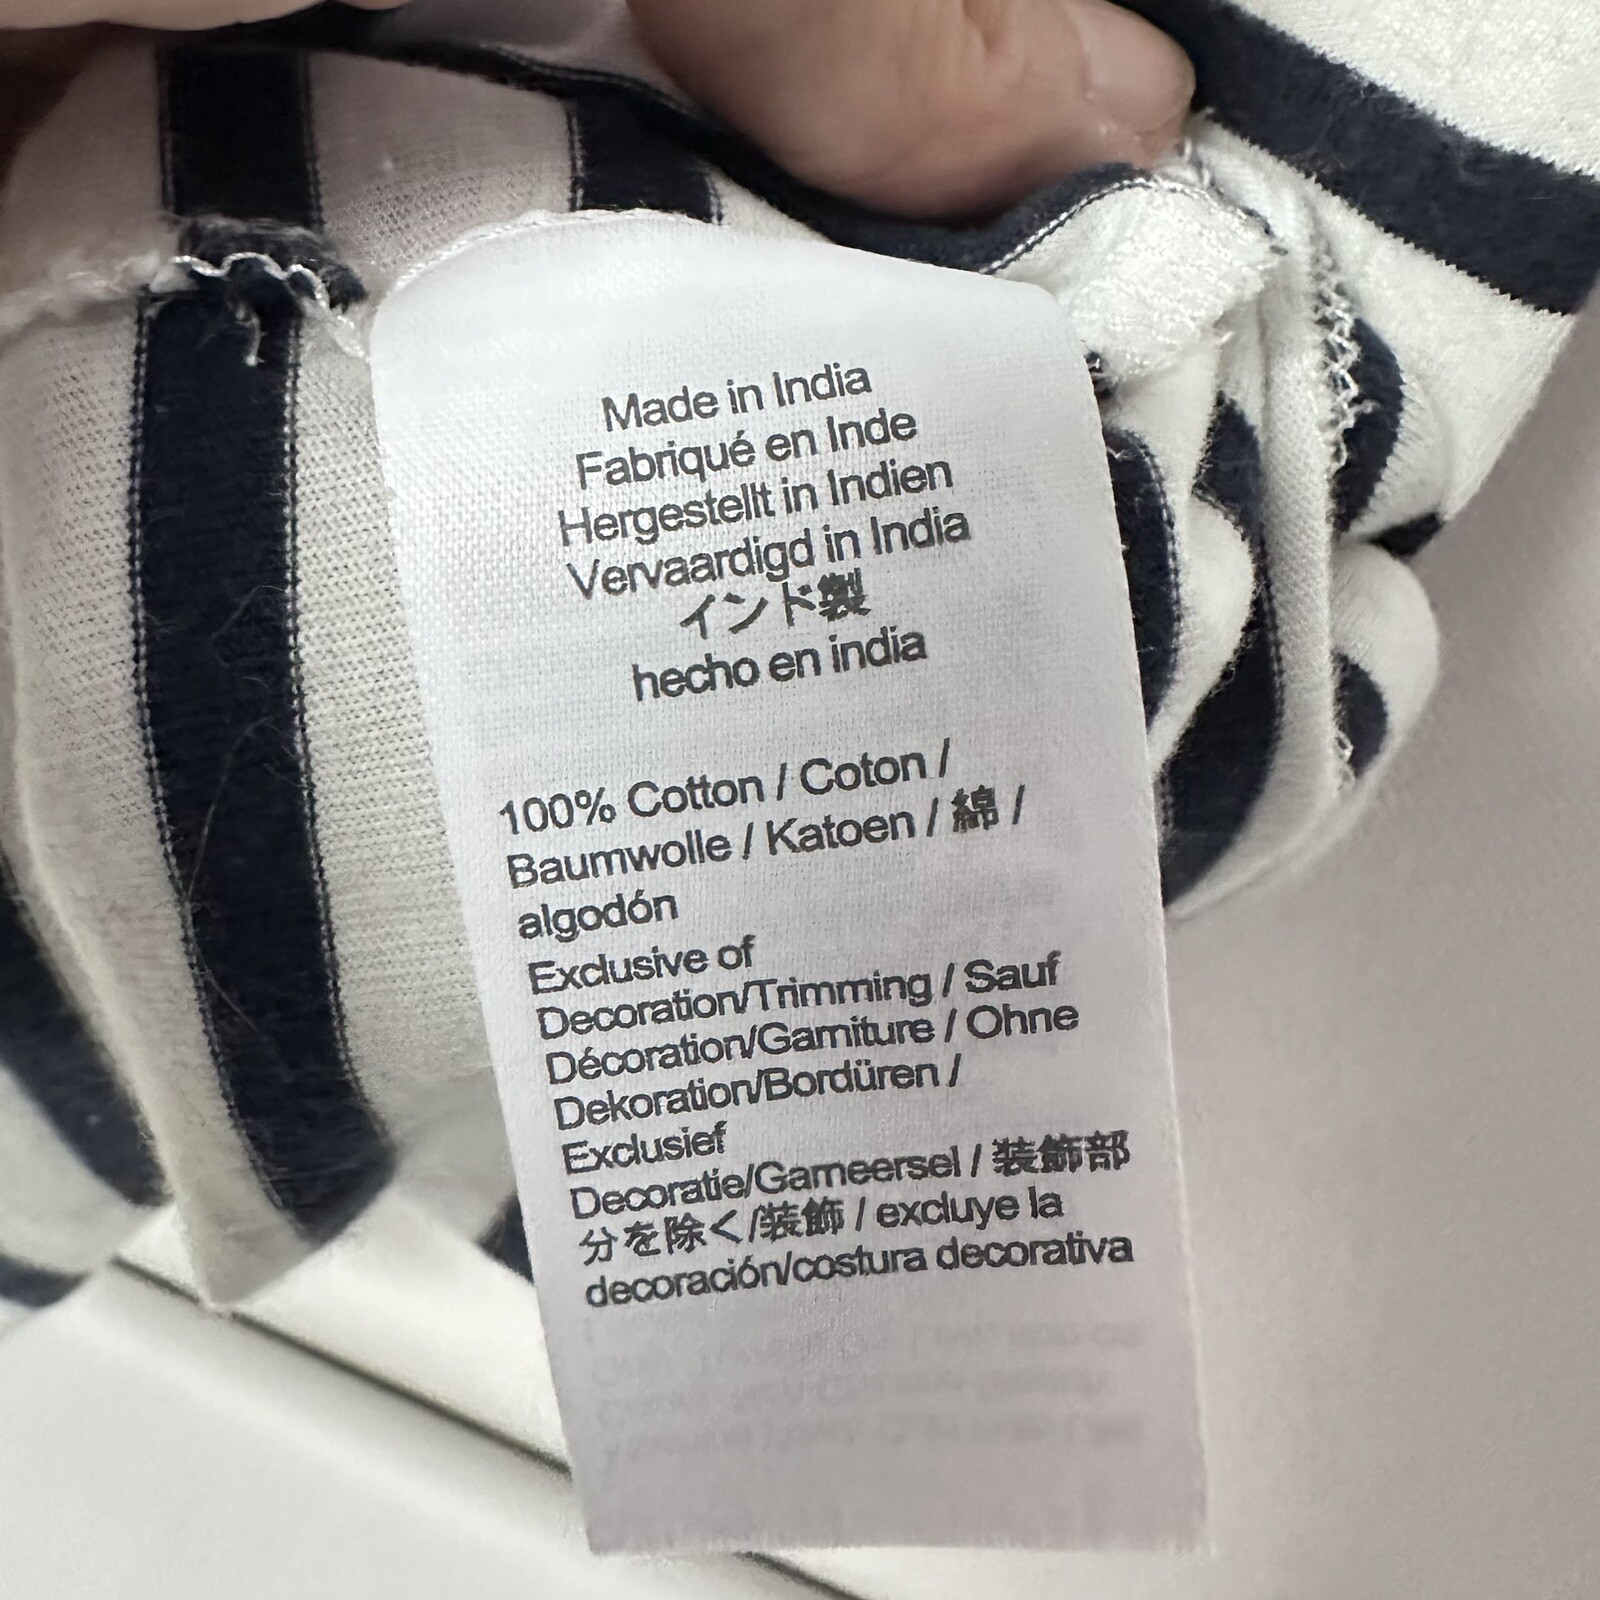 Made in India
Fabriqué en Inde
Hergestellt in Indien
Vervaardigd in India
インド製
hecho en india
100% Cotton / Coton /
Baumwolle / Katoen / 綿 /
algodón
Exclusive of
Decoration/Trimming / Sauf
Décoration/Garniture / Ohne
Dekoration/Bordüren /
Exclusief
Decoratie/Garneersel / 装飾部
分を除く/装飾 / excluye la
decoración/costura decorativa